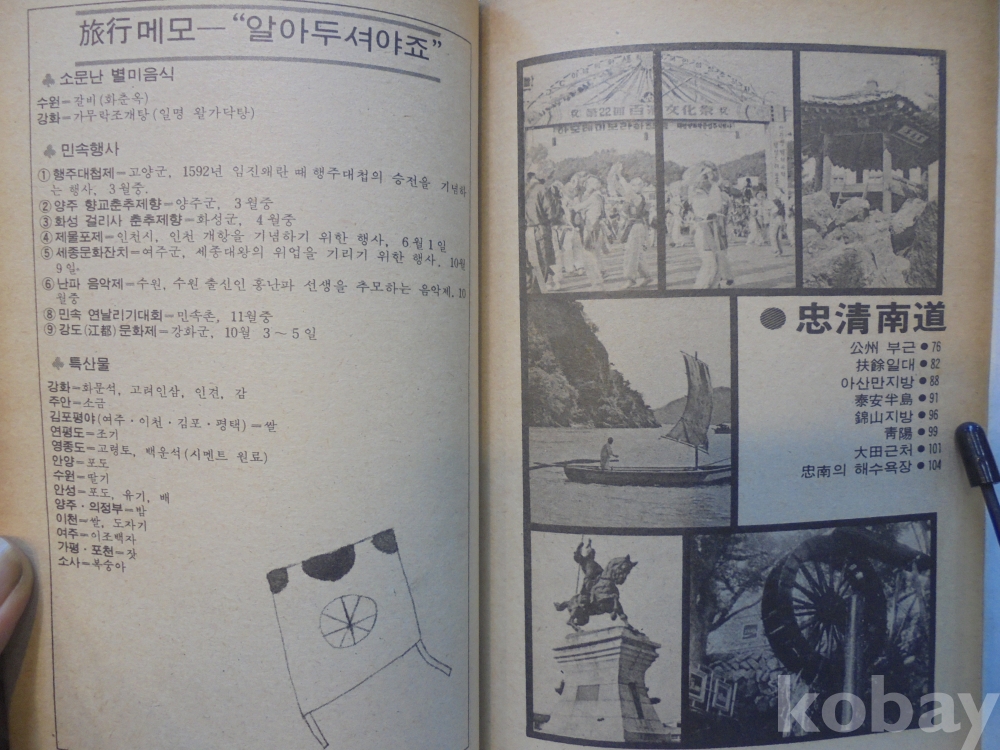 旅行메모—“알아두셔야죠”
♣ 소문난 별미음식
수원=갈비(화춘옥)
강화=가무락조개탕(일명 왈가닥탕)
♣ 민속행사
①행주대첩제=고양군, 1592년 임진왜란 때 행주대첩의 승전을 기념하
는 행사, 3월중.
②양주 향교춘추제향=양주군, 3월중
③화성 걸리사 춘추제향=화성군, 4월중
④제물포제=인천시, 인천 개항을 기념하기 위한 행사, 6월1일
⑤세종문화잔치=여주군, 세종대왕의 위업을 기리기 위한 행사. 10월
9일.
⑥난파 음악제=수원, 수원 출신인 홍난파 선생을 추모하는 음악제, 10
월중
⑧민속 연날리기대회=민속촌, 11월중
⑨강도(江都)문화제=강화군, 10월 3～5일
♣ 특산물
강화=화문석, 고려인삼, 인견, 감
주안=소금
김포평야(여주·이천·김포·평택)=쌀
연평도=조기
영종도=고령토, 백운석(시멘트 원료)
안양=포도
수원=딸기
안성=포도, 유기, 배
양주·의정부=밤
이천=쌀, 도자기
여주=이조백자
가평·포천=잣
소사=복숭아
第22回 百濟文化祭
●忠清南道
公州 부근●76
扶餘일대●82
아산만지방●88
泰安半島●91
錦山지방●96
靑陽●99
大田근처●101
忠南의 해수욕장●104
kobay